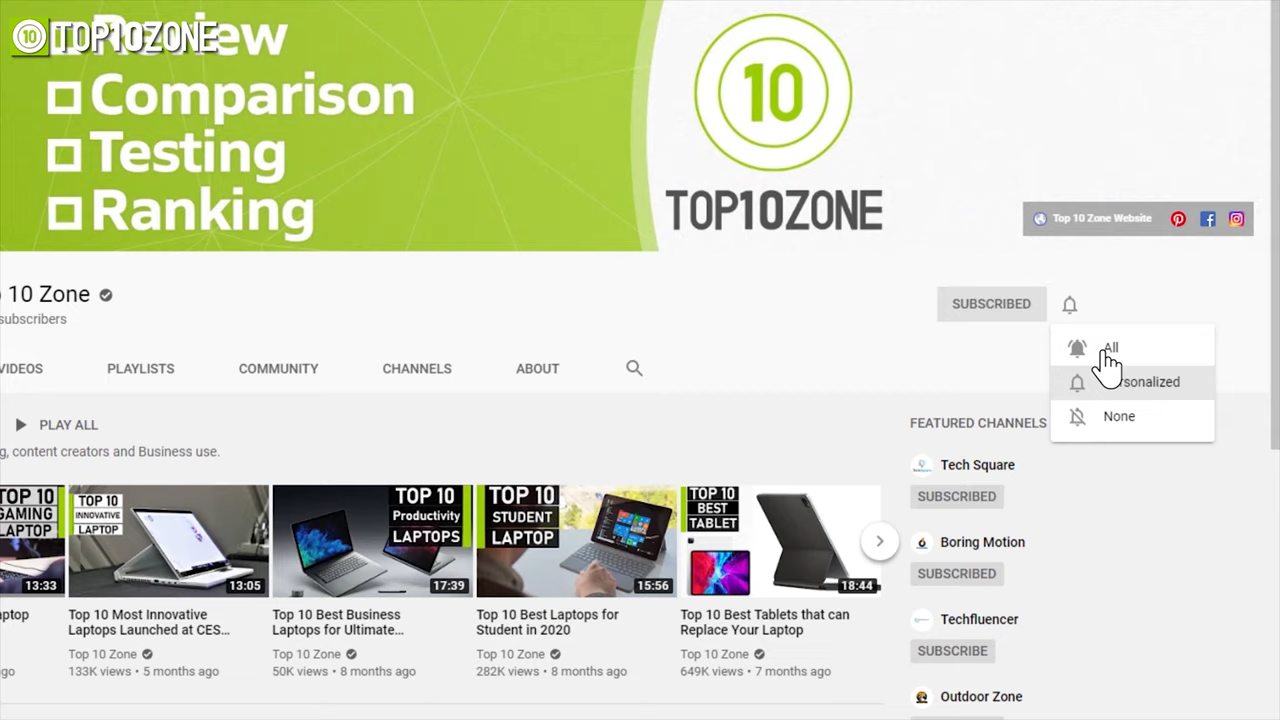 TOP10ZONE
Review
Comparison
Testing
Ranking
10
TOP10ZONE
Top 10 Zone Website
10 Zone
subscribers
SUBSCRIBED
All
None
VIDEOS
PLAYLISTS
COMMUNITY
CHANNELS
ABOUT
PLAY ALL
g, content creators and Business use.
FEATURED CHANNELS
Tech Square
SUBSCRIBED
Boring Motion
SUBSCRIBED
Techfluencer
SUBSCRIBE
Outdoor Zone
TOP 10
GAMING
LAPTOP
13:33
TOP 10
INNOVATIVE
LAPTOP
13:05
Top 10 Most Innovative
Laptops Launched at CES...
Top 10 Zone
133K views • 5 months ago
TOP 10
Productivity
LAPTOPS
17:39
Top 10 Best Business
Laptops for Ultimate...
Top 10 Zone
50K views • 8 months ago
TOP 10
STUDENT
LAPTOP
15:56
Top 10 Best Laptops for
Student in 2020
Top 10 Zone
282K views • 8 months ago
TOP 10
BEST
TABLET
18:44
Top 10 Best Tablets that can
Replace Your Laptop
Top 10 Zone
649K views • 7 months ago